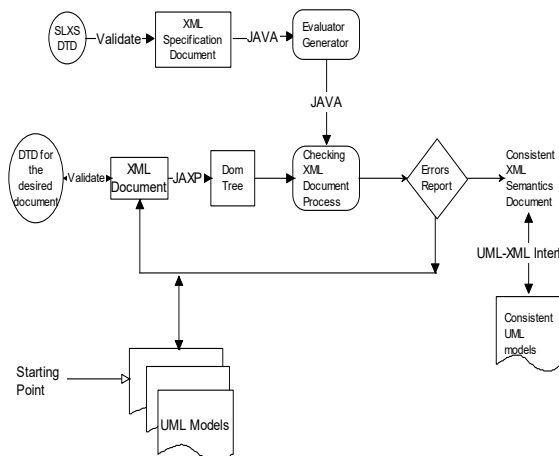 SLXS
DTD
Validate
XML
Specification
Document
JAVA
Evaluator
Generator
JAVA
DTD for
the
desired
document
Validate
XML
Document
JAXP
Dom
Tree
Checking
XML
Document
Process
Errors
Report
Consistent
XML
Semantics
Document
UML-XML Interf
Consistent
UML
models
Starting
Point
UML Models